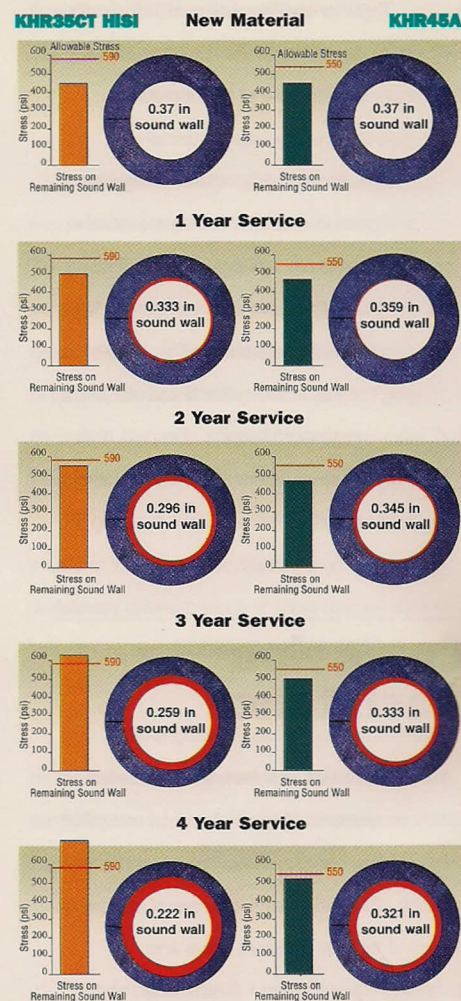 KHR35CT HISI New Material KHR45A
Allowable Stress
590
Stress (psi)
600
500
400
300
200
100
0
Stress on
Remaining Sound Wall
0.37 in
sound wall
Allowable Stress
550
Stress (psi)
600
500
400
300
200
100
0
Stress on
Remaining Sound Wall
0.37 in
sound wall
1 Year Service
590
Stress (psi)
600
500
400
300
200
100
0
Stress on
Remaining Sound Wall
0.333 in
sound wall
550
Stress (psi)
600
500
400
300
200
100
0
Stress on
Remaining Sound Wall
0.359 in
sound wall
2 Year Service
590
Stress (psi)
600
500
400
300
200
100
0
Stress on
Remaining Sound Wall
0.296 in
sound wall
550
Stress (psi)
600
500
400
300
200
100
0
Stress on
Remaining Sound Wall
0.345 in
sound wall
3 Year Service
590
Stress (psi)
600
500
400
300
200
100
0
Stress on
Remaining Sound Wall
0.259 in
sound wall
550
Stress (psi)
600
500
400
300
200
100
0
Stress on
Remaining Sound Wall
0.333 in
sound wall
4 Year Service
590
Stress (psi)
600
500
400
300
200
100
0
Stress on
Remaining Sound Wall
0.222 in
sound wall
550
Stress (psi)
600
500
400
300
200
100
0
Stress on
Remaining Sound Wall
0.321 in
sound wall